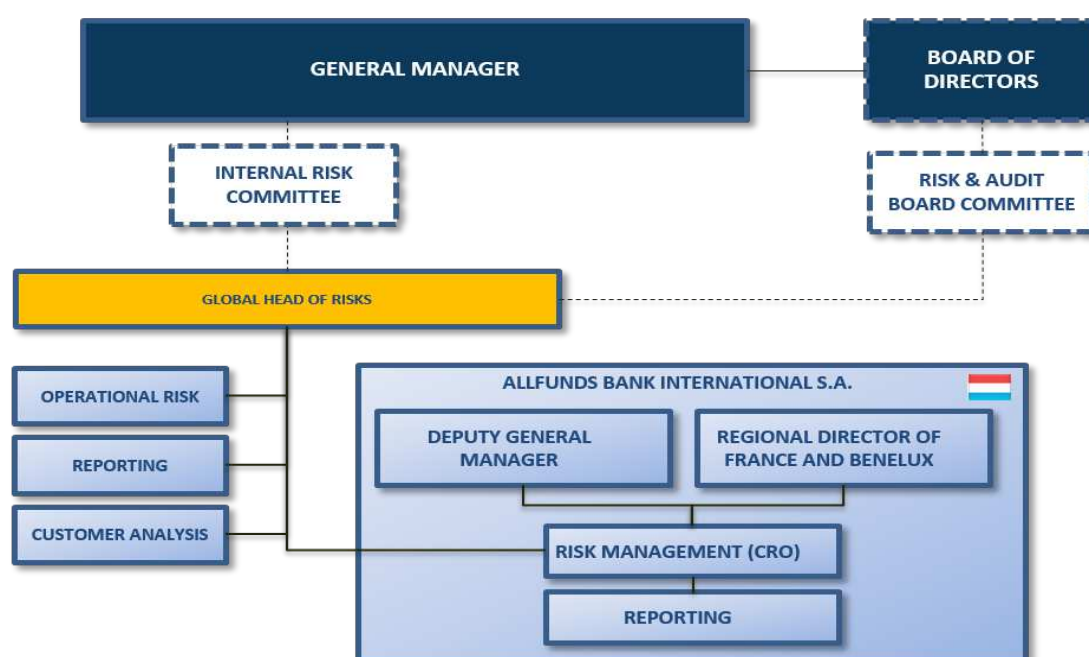 GENERAL MANAGER
BOARD OF
DIRECTORS
INTERNAL RISK
COMMITTEE
RISK & AUDIT
BOARD COMMITTEE
GLOBAL HEAD OF RISKS
OPERATIONAL RISK
REPORTING
CUSTOMER ANALYSIS
ALLFUNDS BANK INTERNATIONAL S.A.
DEPUTY GENERAL
MANAGER
REGIONAL DIRECTOR OF
FRANCE AND BENELUX
RISK MANAGEMENT (CRO)
REPORTING